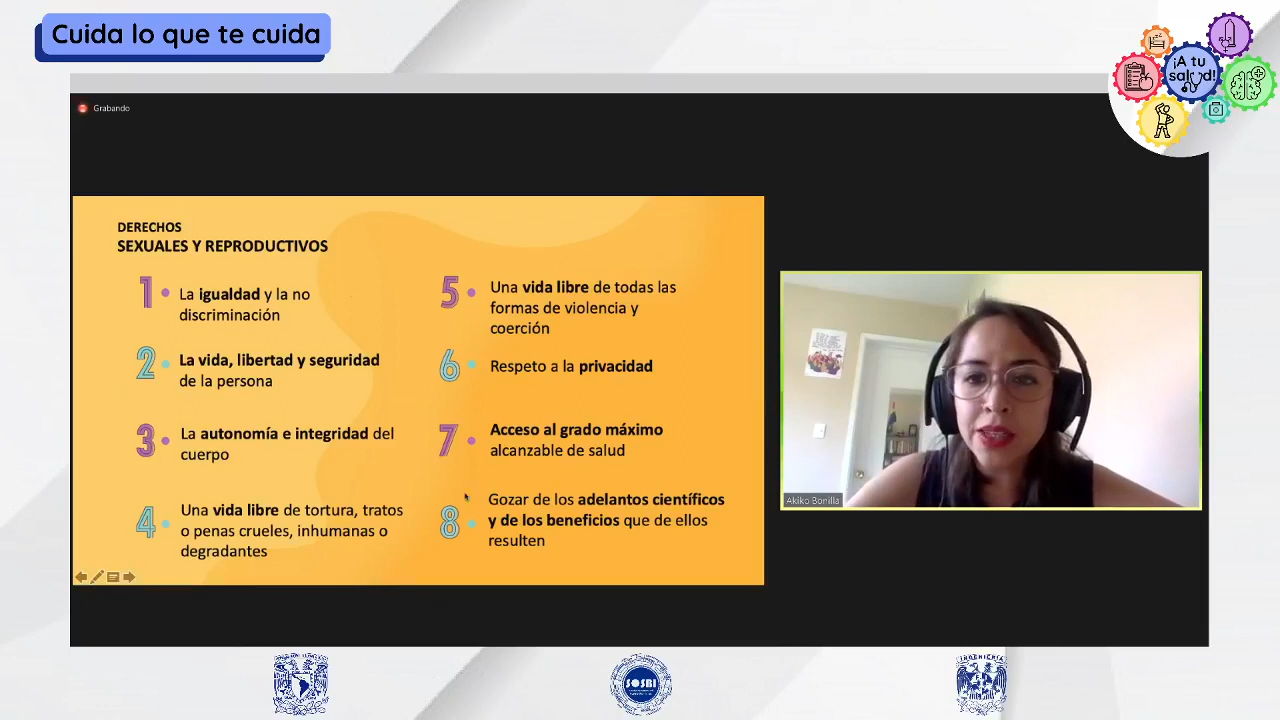 Cuida lo que te cuida
¡A tu
salud!
Grabando
DERECHOS
SEXUALES Y REPRODUCTIVOS
1
La igualdad y la no
discriminación
2
La vida, libertad y seguridad
de la persona
3
La autonomía e integridad del
cuerpo
4
Una vida libre de tortura, tratos
o penas crueles, inhumanas o
degradantes
5
Una vida libre de todas las
formas de violencia y
coerción
6
Respeto a la privacidad
7
Acceso al grado máximo
alcanzable de salud
8
Gozar de los adelantos científicos
y de los beneficios que de ellos
resulten
Akiko Bonilla
SOSBI
INGENIERIA